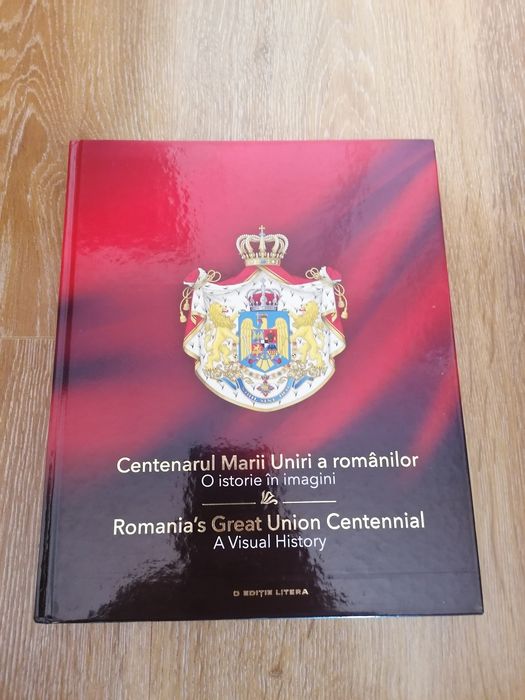 Centenarul Marii Uniri a românilor
O istorie în imagini
Romania's Great Union Centennial
A Visual History
O EDIȚIE LITERA